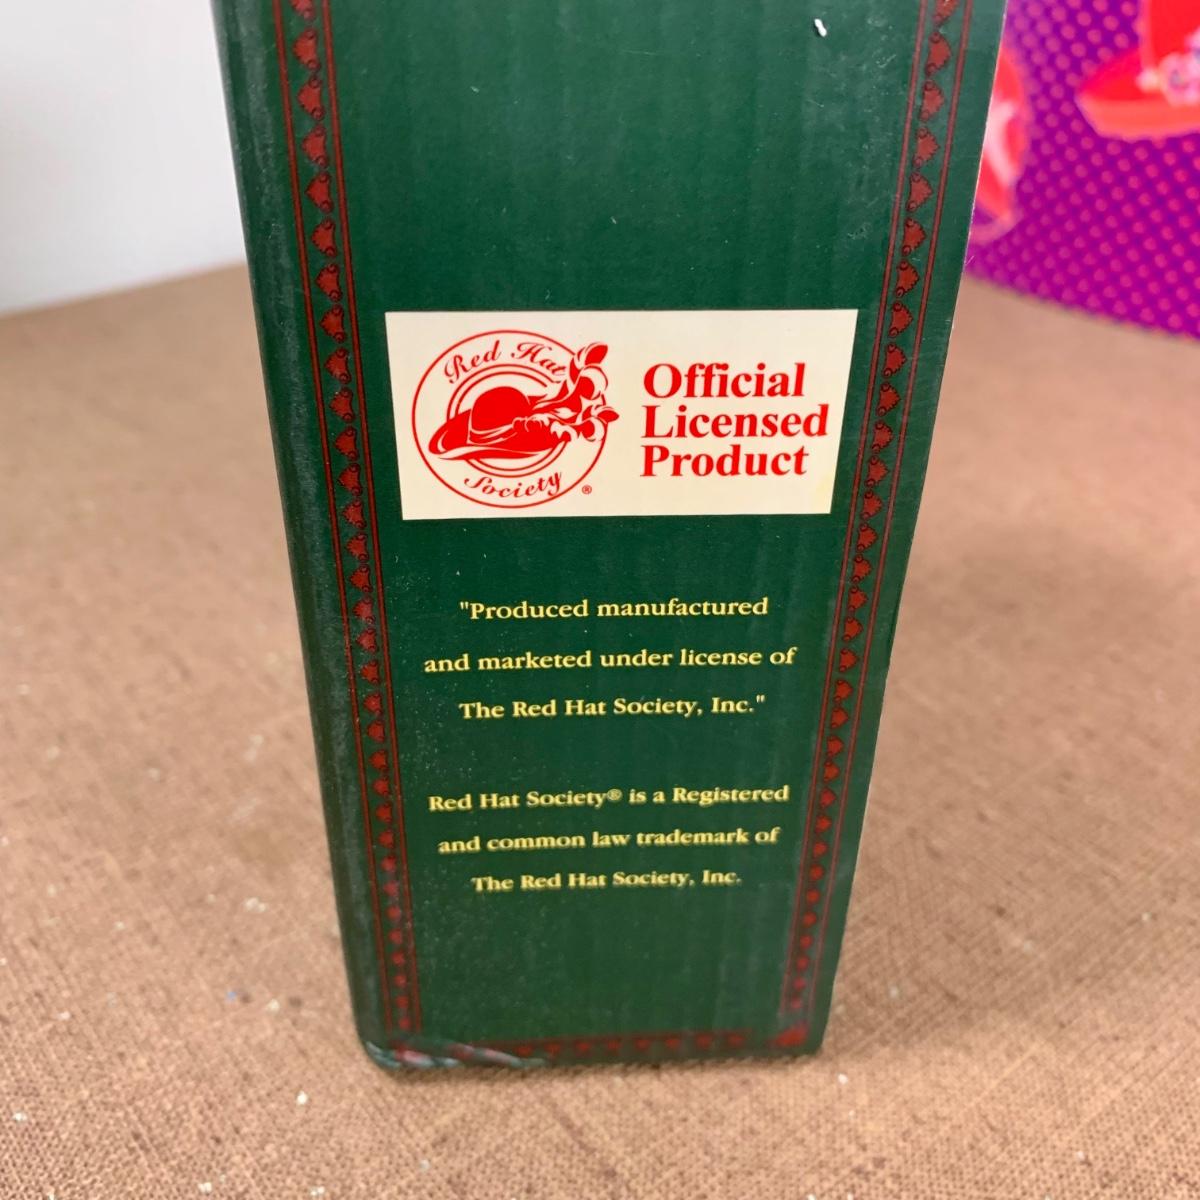 Red Hat
Society ®
Official
Licensed
Product
"Produced manufactured
and marketed under license of
The Red Hat Society, Inc."
Red Hat Society® is a Registered
and common law trademark of
The Red Hat Society, Inc.